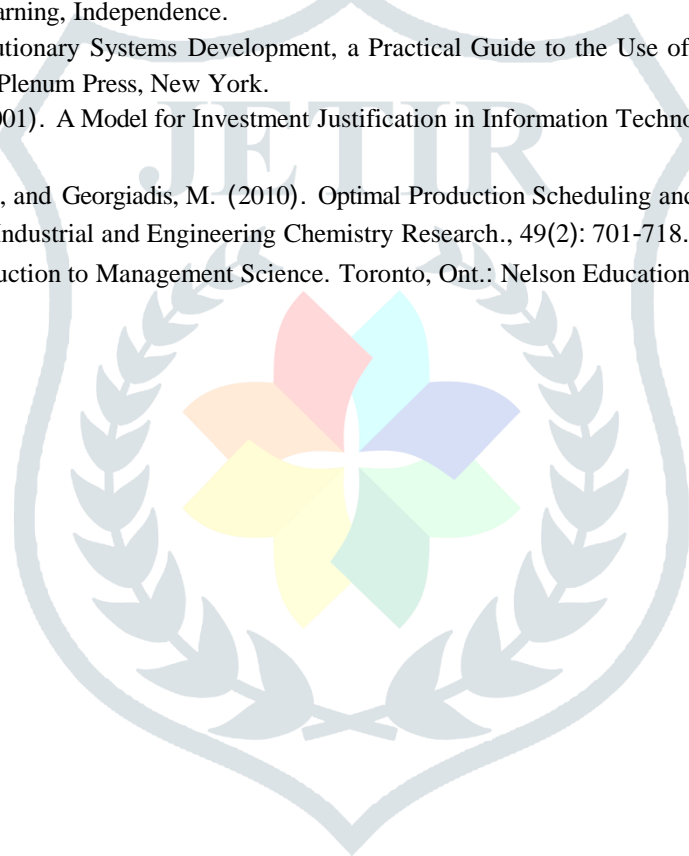 arning, Independence.
utionary Systems Development, a Practical Guide to the Use of
Plenum Press, New York.
001). A Model for Investment Justification in Information Techno
JETIR
, and Georgiadis, M. (2010). Optimal Production Scheduling and
Industrial and Engineering Chemistry Research., 49(2): 701-718.
uction to Management Science. Toronto, Ont.: Nelson Education